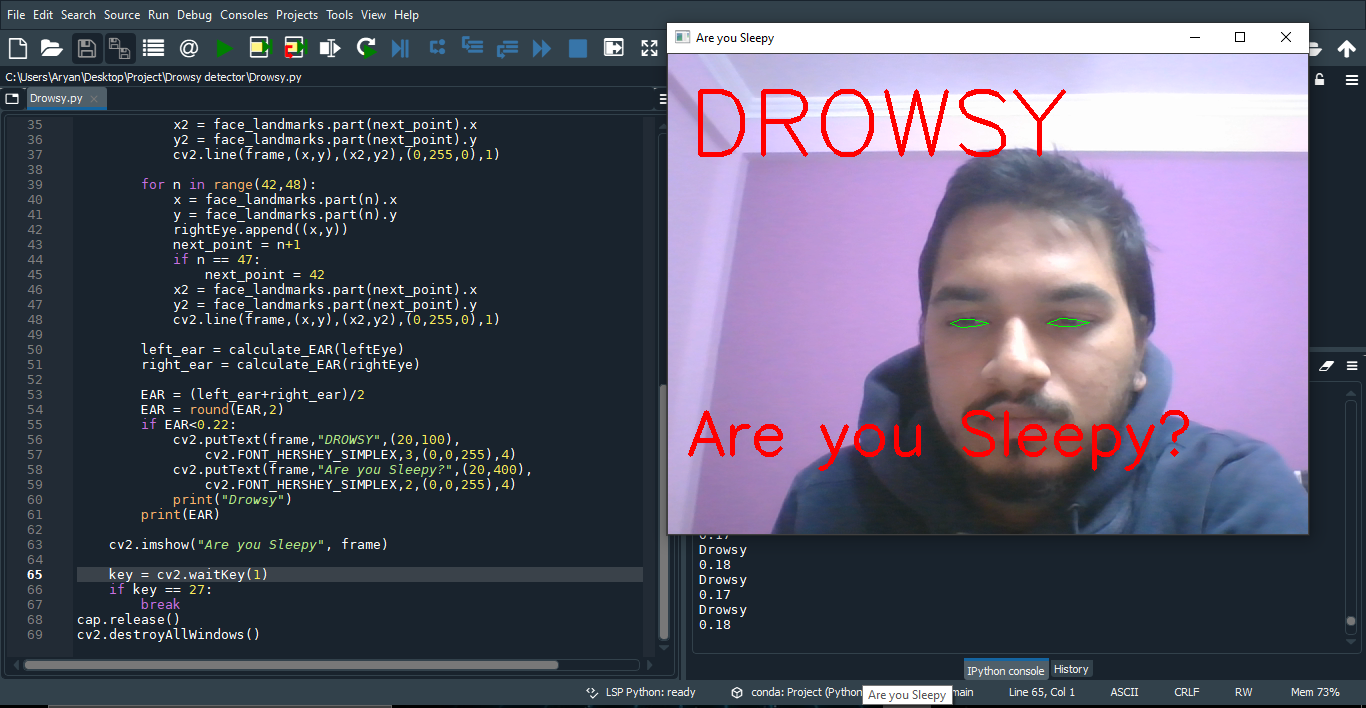 File Edit Search Source Run Debug Consoles Projects Tools View Help
C:\Users\Aryan\Desktop\Project\Drowsy detector\Drowsy.py
Drowsy.py
35 x2 = face_landmarks.part(next_point).x
36 y2 = face_landmarks.part(next_point).y
37 cv2.line(frame,(x,y),(x2,y2),(0,255,0),1)
38
39 for n in range(42,48):
40 x = face_landmarks.part(n).x
41 y = face_landmarks.part(n).y
42 rightEye.append((x,y))
43 next_point = n+1
44 if n == 47:
45 next_point = 42
46 x2 = face_landmarks.part(next_point).x
47 y2 = face_landmarks.part(next_point).y
48 cv2.line(frame,(x,y),(x2,y2),(0,255,0),1)
49
50 left_ear = calculate_EAR(leftEye)
51 right_ear = calculate_EAR(rightEye)
52
53 EAR = (left_ear+right_ear)/2
54 EAR = round(EAR,2)
55 if EAR<0.22:
56 cv2.putText(frame,"DROWSY",(20,100),
57 cv2.FONT_HERSHEY_SIMPLEX,3,(0,0,255),4)
58 cv2.putText(frame,"Are you Sleepy?",(20,400),
59 cv2.FONT_HERSHEY_SIMPLEX,2,(0,0,255),4)
60 print("Drowsy")
61 print(EAR)
62
63 cv2.imshow("Are you Sleepy", frame)
64
65 key = cv2.waitKey(1)
66 if key == 27:
67 break
68 cap.release()
69 cv2.destroyAllWindows()
Are you Sleepy
DROWSY
Are you Sleepy?
0.17
Drowsy
0.18
Drowsy
0.17
Drowsy
0.18
IPython console History
LSP Python: ready conda: Project (Python main Line 65, Col 1 ASCII CRLF RW Mem 73%
Are you Sleepy